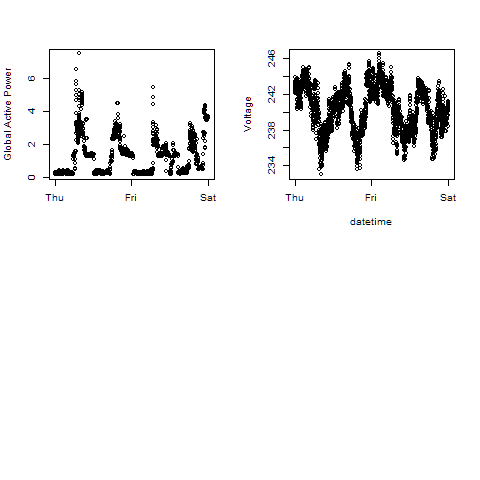 Global Active Power
0
2
4
6
Thu
Fri
Sat
Voltage
234
238
242
246
Thu
Fri
Sat
datetime